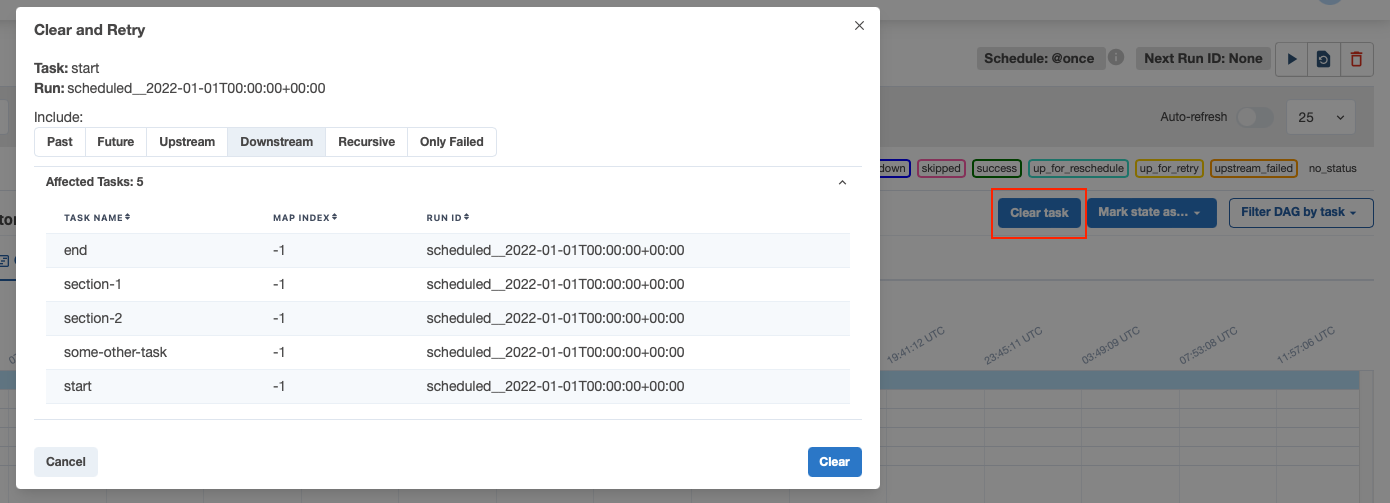 Clear and Retry
Task: start
Run: scheduled__2022-01-01T00:00:00+00:00
Include:
Past Future Upstream Downstream Recursive Only Failed
Affected Tasks: 5
TASK NAME MAP INDEX RUN ID
end -1 scheduled__2022-01-01T00:00:00+00:00
section-1 -1 scheduled__2022-01-01T00:00:00+00:00
section-2 -1 scheduled__2022-01-01T00:00:00+00:00
some-other-task -1 scheduled__2022-01-01T00:00:00+00:00
start -1 scheduled__2022-01-01T00:00:00+00:00
Cancel Clear
Schedule: @once Next Run ID: None
Auto-refresh 25
down skipped success up_for_reschedule up_for_retry upstream_failed no_status
Clear task Mark state as... Filter DAG by task
19:41:12 UTC 23:45:11 UTC 03:49:09 UTC 07:53:08 UTC 11:57:06 UTC